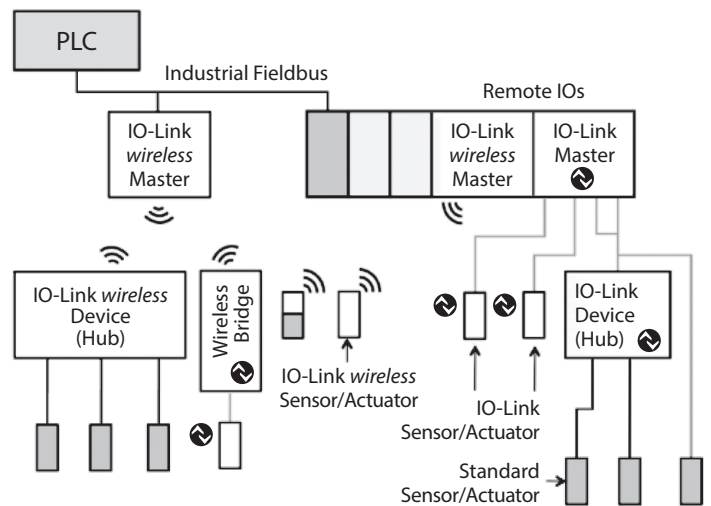 PLC
Industrial Fieldbus
Remote IOs
IO-Link
wireless
Master
IO-Link
wireless
Master
IO-Link
Master
IO-Link wireless
Device
(Hub)
Wireless
Bridge
IO-Link wireless
Sensor/Actuator
IO-Link
Device
(Hub)
IO-Link
Sensor/Actuator
Standard
Sensor/Actuator